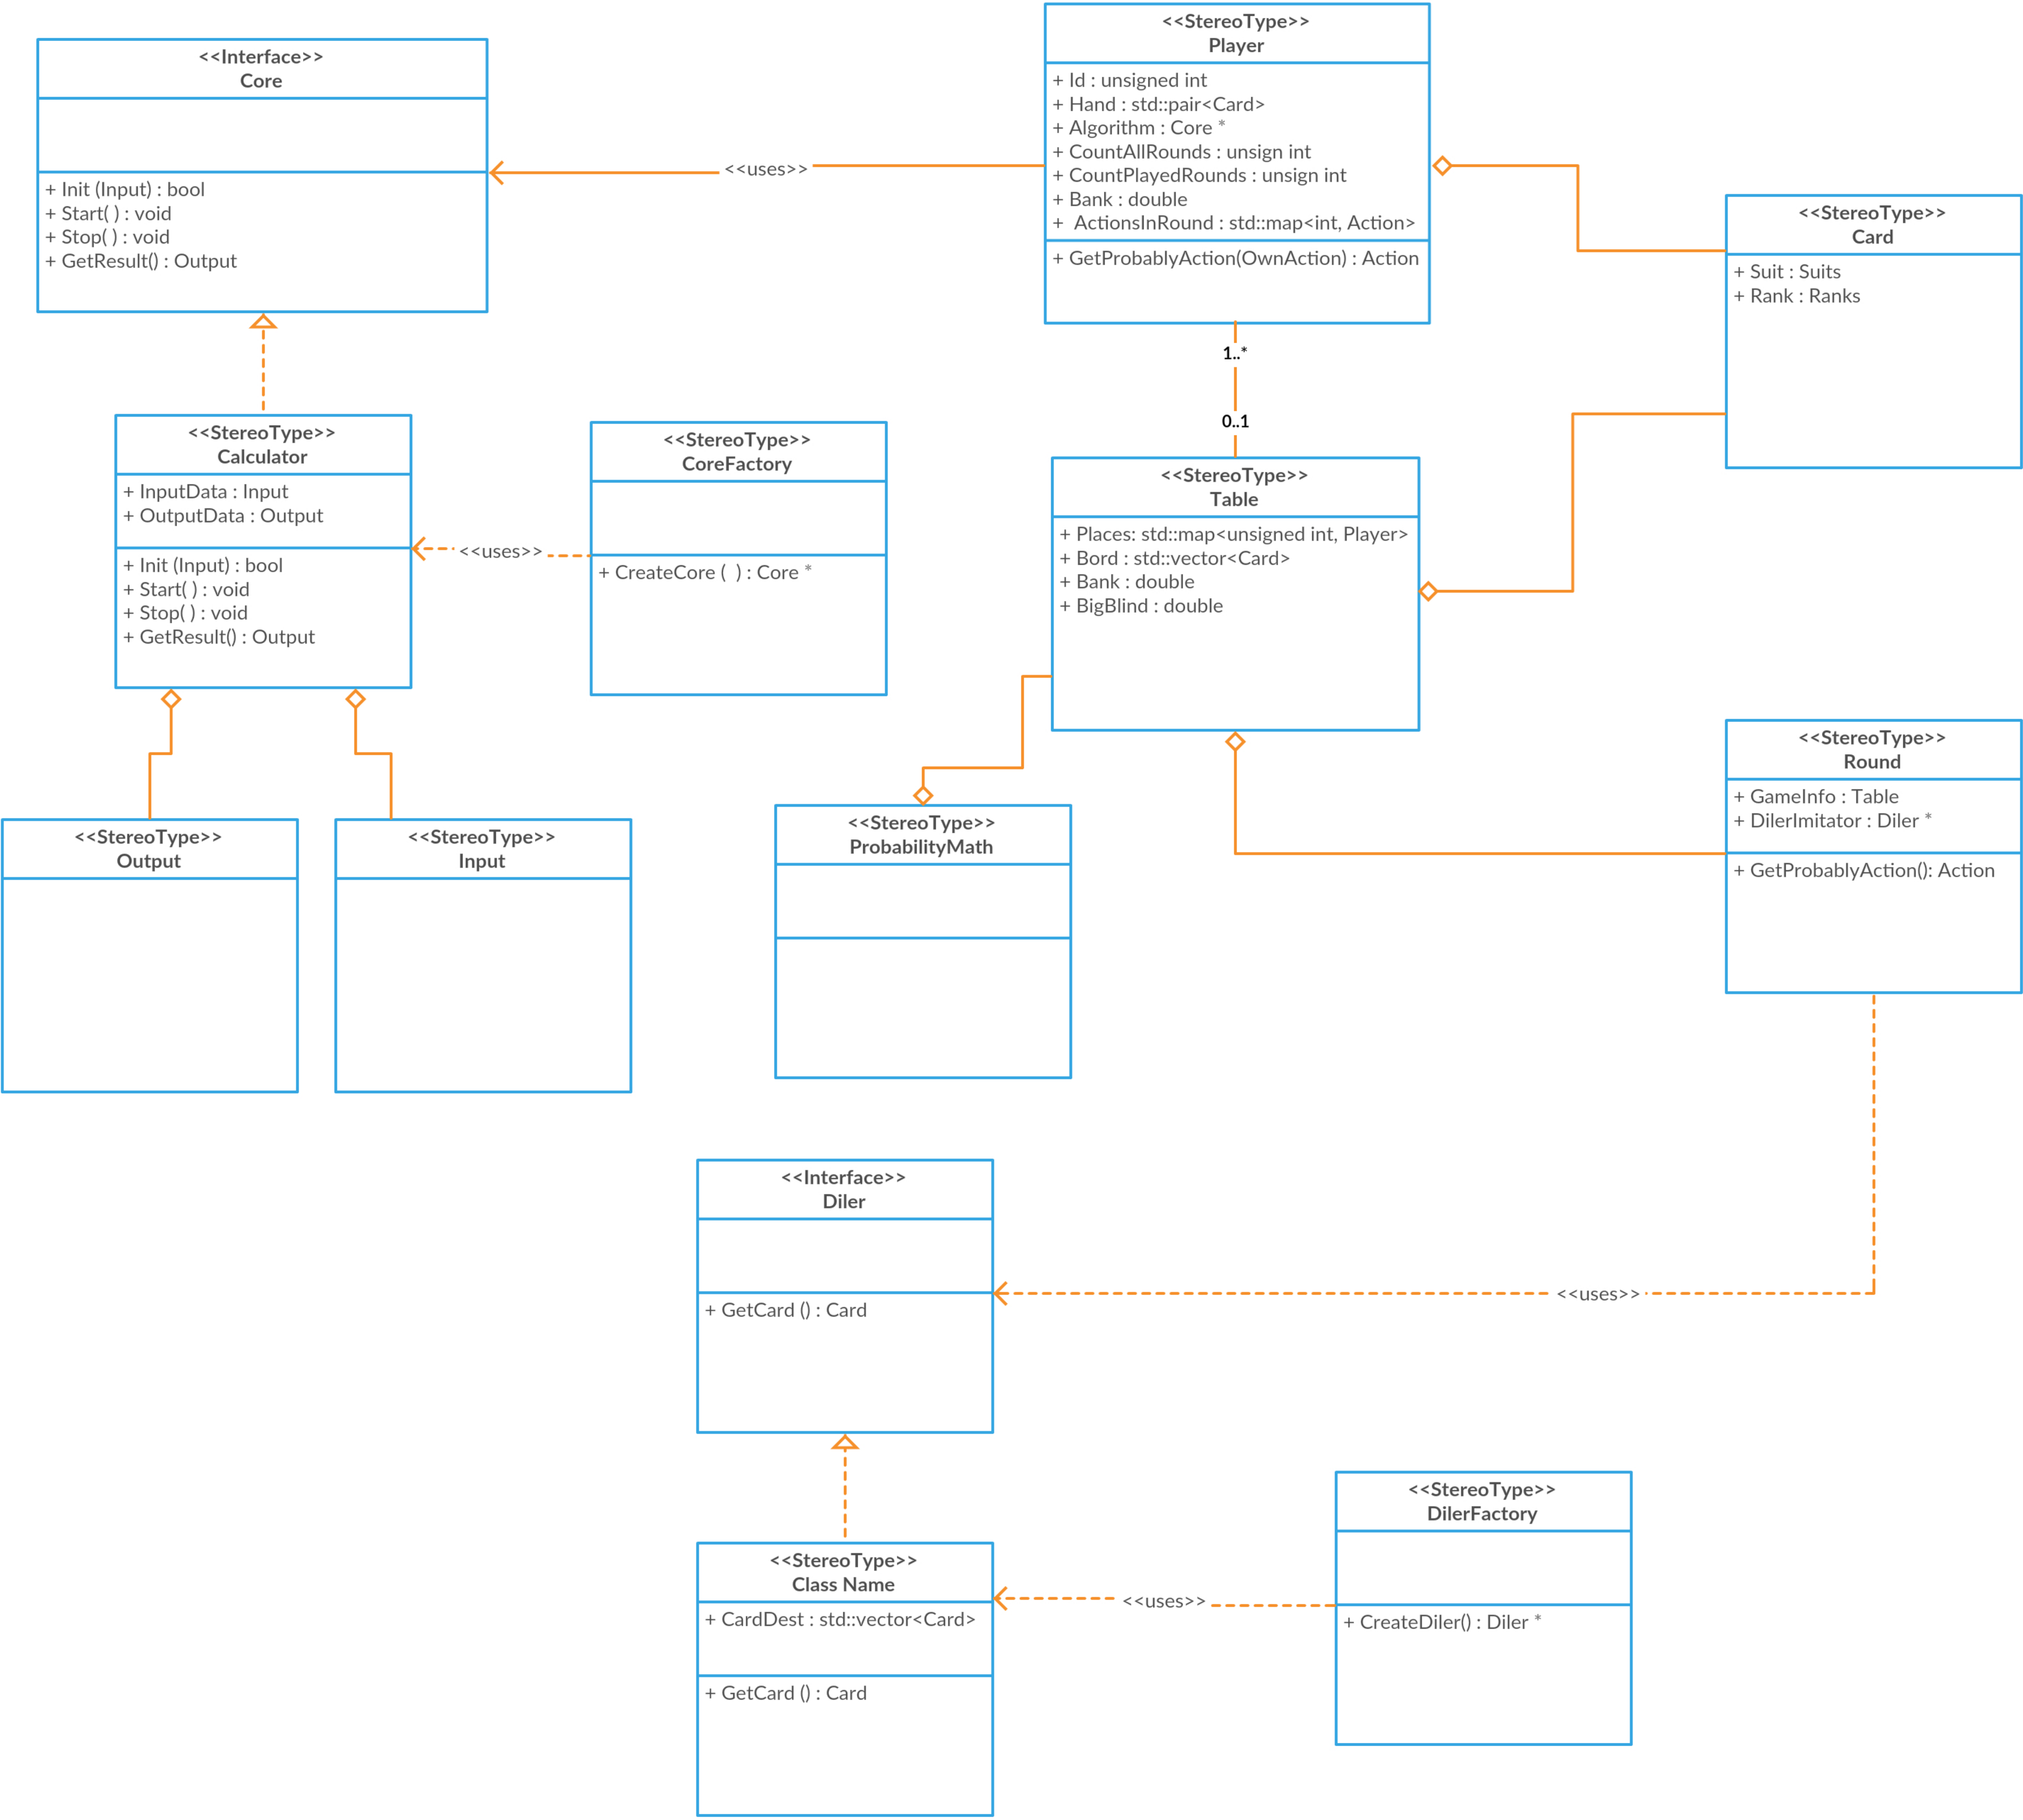 <<Interface>>
Core
+ Init (Input) : bool
+ Start( ) : void
+ Stop( ) : void
+ GetResult() : Output
<<uses>>
<<StereoType>>
Player
+ Id : unsigned int
+ Hand : std::pair<Card>
+ Algorithm : Core *
+ CountAllRounds : unsign int
+ CountPlayedRounds : unsign int
+ Bank : double
+  ActionsInRound : std::map<int, Action>
+ GetProbablyAction(OwnAction) : Action
<<StereoType>>
Card
+ Suit : Suits
+ Rank : Ranks
1..*
0..1
<<StereoType>>
Calculator
+ InputData : Input
+ OutputData : Output
+ Init (Input) : bool
+ Start( ) : void
+ Stop( ) : void
+ GetResult() : Output
<<uses>>
<<StereoType>>
CoreFactory
+ CreateCore (  ) : Core *
<<StereoType>>
Table
+ Places: std::map<unsigned int, Player>
+ Bord : std::vector<Card>
+ Bank : double
+ BigBlind : double
<<StereoType>>
Round
+ GameInfo : Table
+ DilerImitator : Diler *
+ GetProbablyAction(): Action
<<StereoType>>
Output
<<StereoType>>
Input
<<StereoType>>
ProbabilityMath
<<Interface>>
Diler
+ GetCard () : Card
<<uses>>
<<StereoType>>
Class Name
+ CardDest : std::vector<Card>
+ GetCard () : Card
<<uses>>
<<StereoType>>
DilerFactory
+ CreateDiler() : Diler *